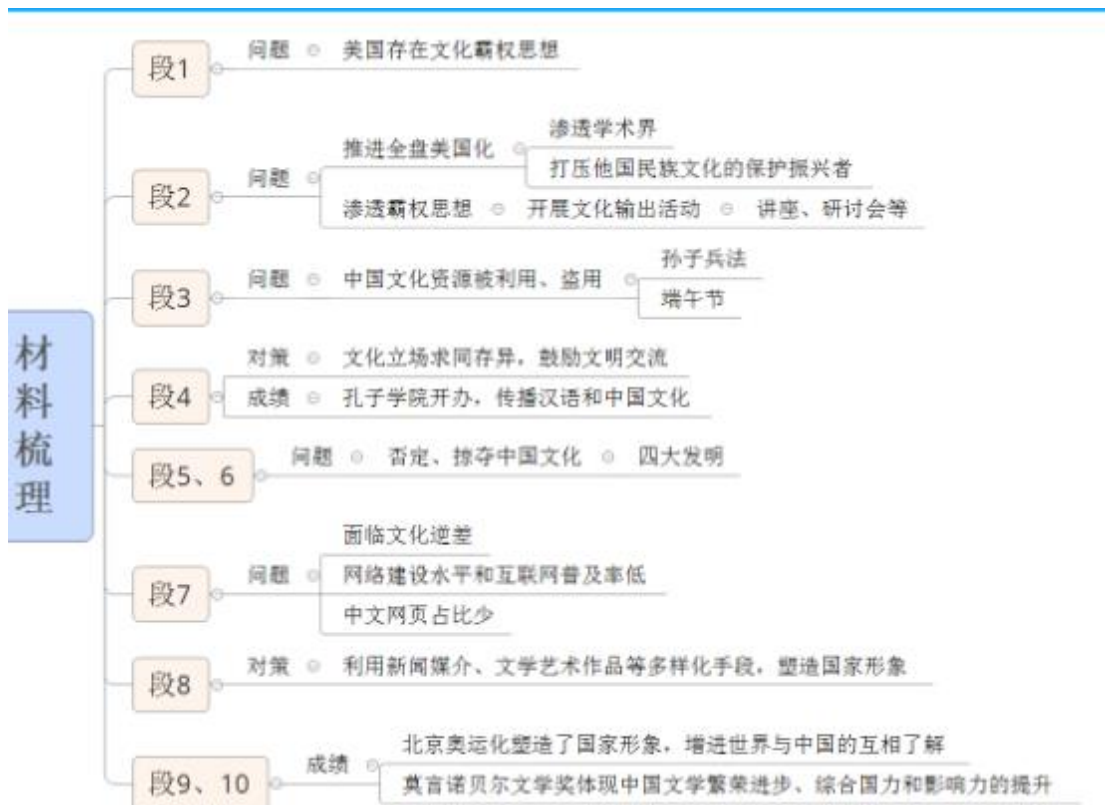 材料梳理
段1
问题
美国存在文化霸权思想
段2
问题
推进全盘美国化
渗透学术界
打压他国民族文化的保护振兴者
渗透霸权思想
开展文化输出活动
讲座、研讨会等
段3
问题
中国文化资源被利用、盗用
孙子兵法
端午节
段4
对策
文化立场求同存异，鼓励文明交流
成绩
孔子学院开办，传播汉语和中国文化
段5、6
问题
否定、掠夺中国文化
四大发明
段7
问题
面临文化逆差
网络建设水平和互联网普及率低
中文网页占比少
段8
对策
利用新闻媒介、文学艺术作品等多样化手段，塑造国家形象
段9、10
成绩
北京奥运化塑造了国家形象，增进世界与中国的互相了解
莫言诺贝尔文学奖体现中国文学繁荣进步、综合国力和影响力的提升